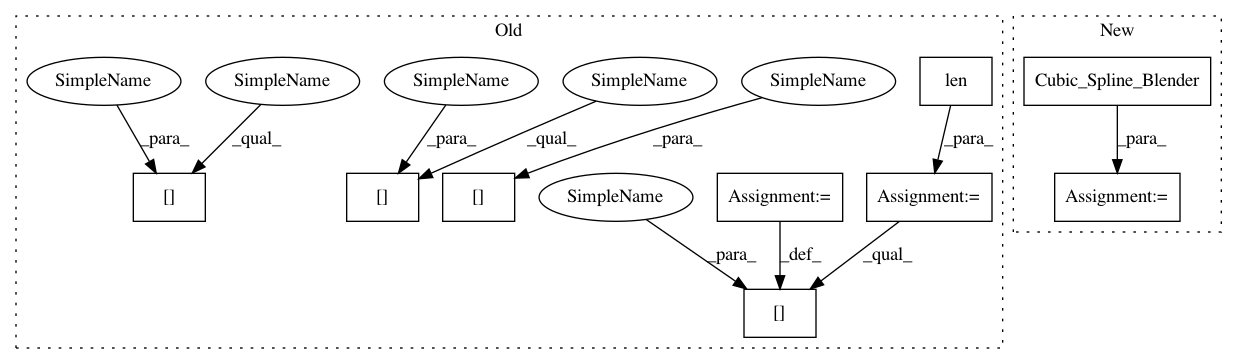 Old
New
SimpleName
SimpleName
SimpleName
SimpleName
SimpleName
len
Cubic_Spline_Blender
_para_
_qual_
_para_
_qual_
_para_
_para_
_para_
[]
[]
[]
SimpleName
Assignment:=
Assignment:=
Assignment:=
_para_
_def_
_qual_
[]